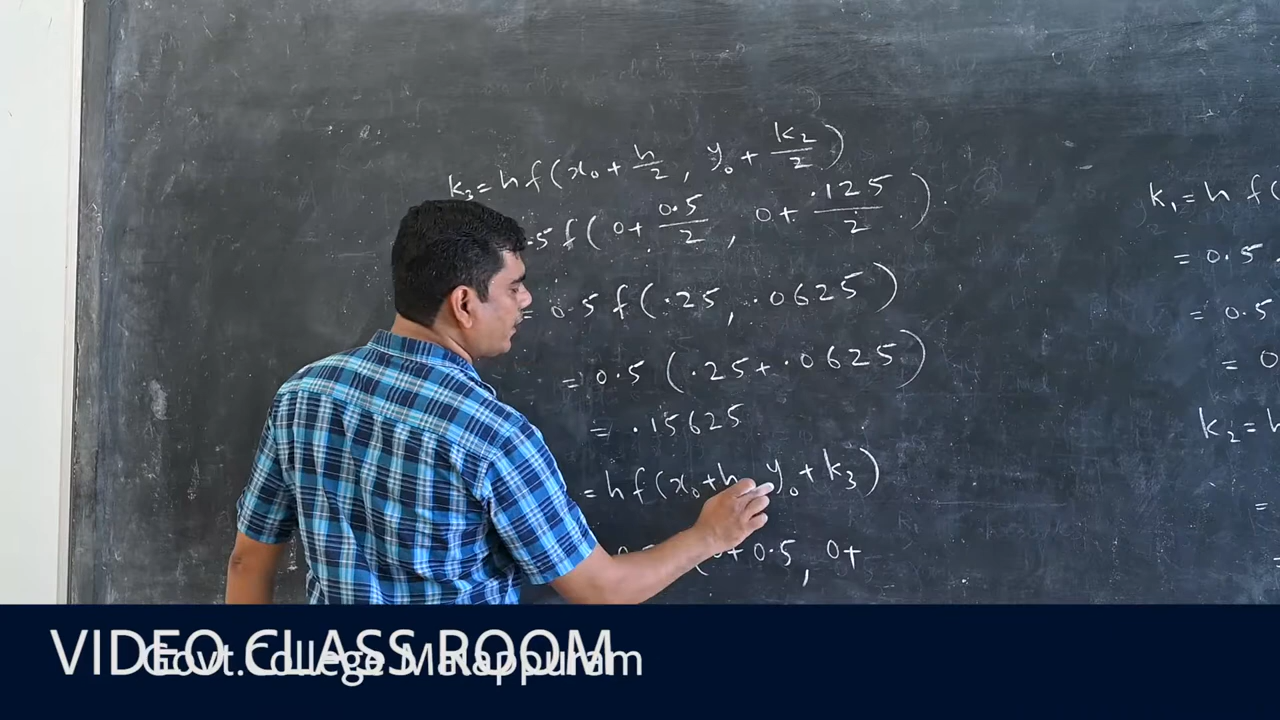 k₃ = h f(x₀ + h/2 , y₀ + k₂/2)
.5 f(0 + 0.5/2 , 0 + .125/2)
= 0.5 f(.25 , .0625)
= 0.5 (.25 + .0625)
= .15625
= h f(x₀ + h y₀ + k₃)
(0 + 0.5 , 0 +
k₁ = h f(
= 0.5
= 0.5
= 0
k₂ = h
=
VIDEO CLASS ROOM
Govt.College Malappuram